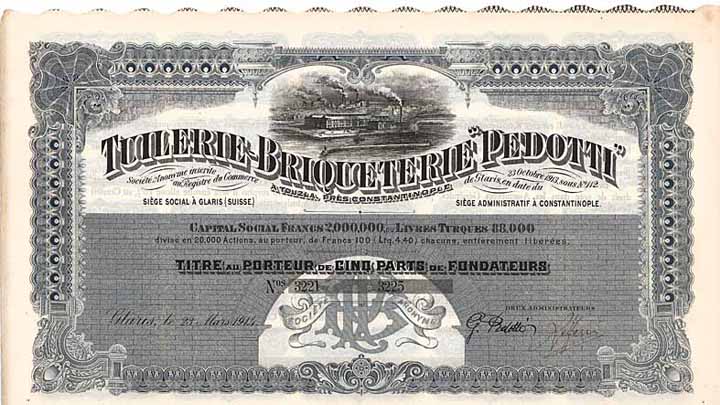 TUILERIE-BRIQUETERIE "PEDOTTI"
À TOUZLA, PRÈS CONSTANTINOPLE
Société Anonyme inscrite
au Registre du Commerce
de Glaris, en date du
23 Octobre 1913, sous No 112.
SIÈGE SOCIAL À GLARIS (SUISSE)
SIÈGE ADMINISTRATIF À CONSTANTINOPLE.
CAPITAL SOCIAL FRANCS 2,000,000, ou LIVRES TURQUES 88.000
divisé en 20,000 Actions, au porteur, de Francs 100 (Ltq. 4.40) chacune, entièrement libérées.
TITRE AU PORTEUR DE CINQ PARTS DE FONDATEURS
Nos 3221 3225
SOCIÉTÉ ANONYME
Glaris, le 23 Mars 1914.
DEUX ADMINISTRATEURS
G. Pedotti